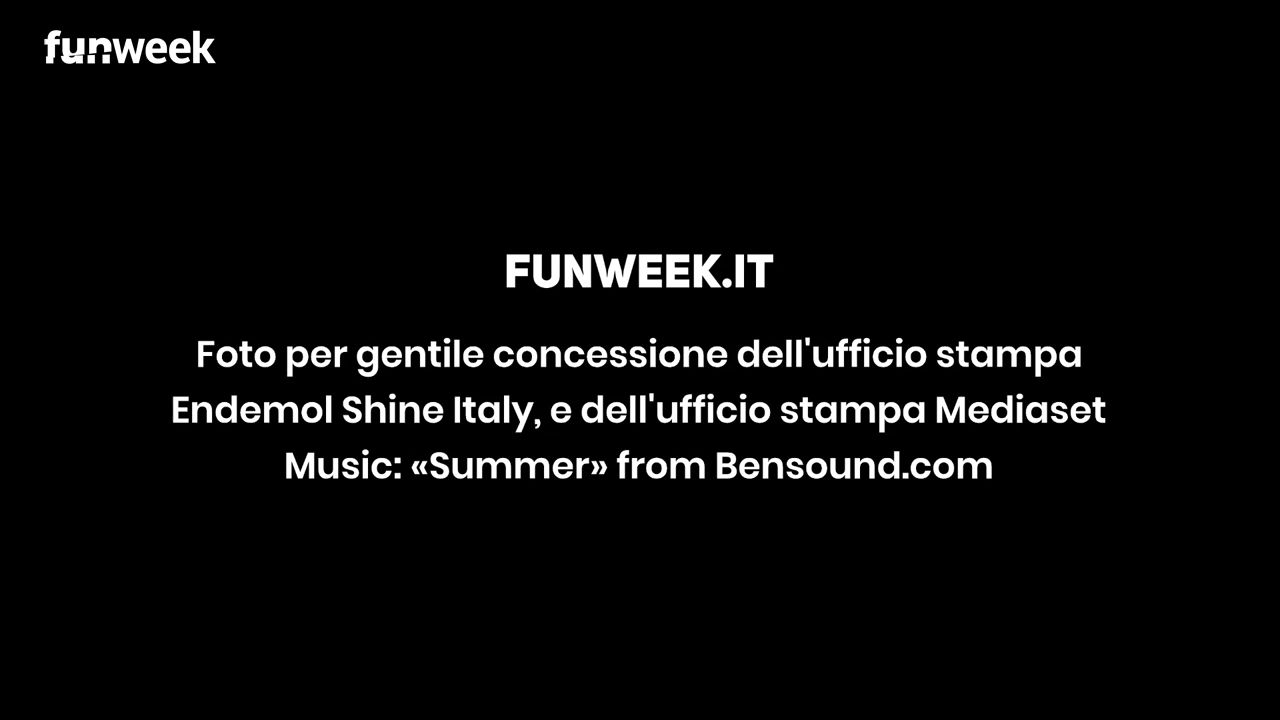 funweek
FUNWEEK.IT
Foto per gentile concessione dell'ufficio stampa
Endemol Shine Italy, e dell'ufficio stampa Mediaset
Music: «Summer» from Bensound.com